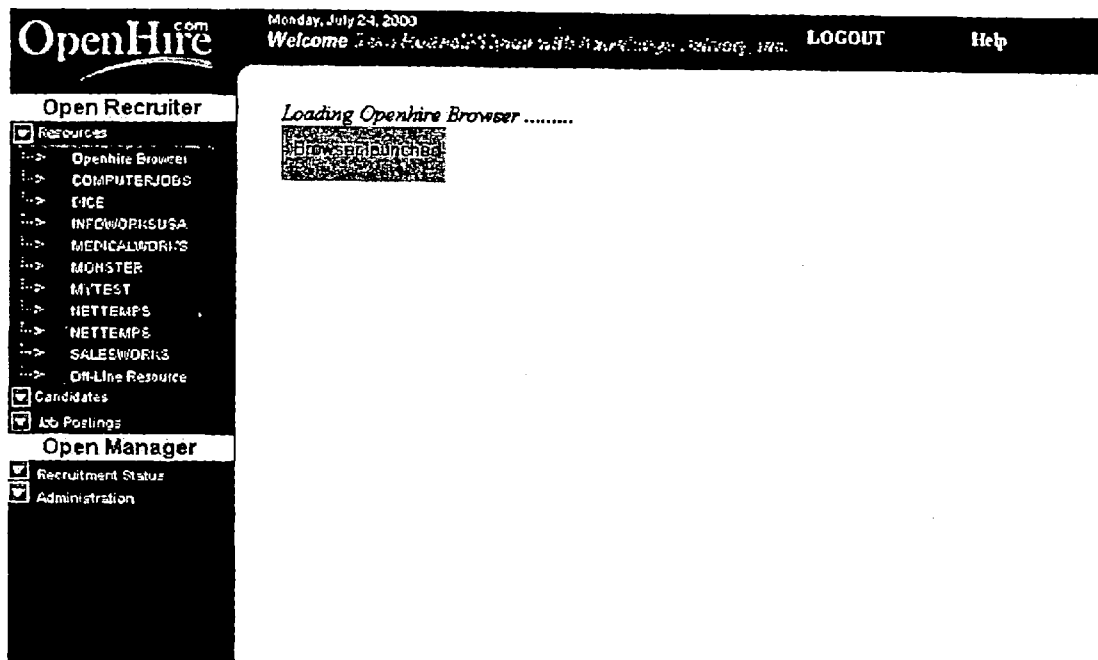 OpenHire.com
Monday, July 24, 2000
Welcome
LOGOUT
Help
Open Recruiter
Resources
Openhire Browser
COMPUTERJOBS
DICE
INFOWORKSUSA
MEDICALWORKS
MONSTER
MYTEST
NETTEMPS
NETTEMPS
SALESWORKS
Off-Line Resource
Candidates
Job Postings
Open Manager
Recruitment Status
Administration
Loading Openhire Browser .........
Browser launched